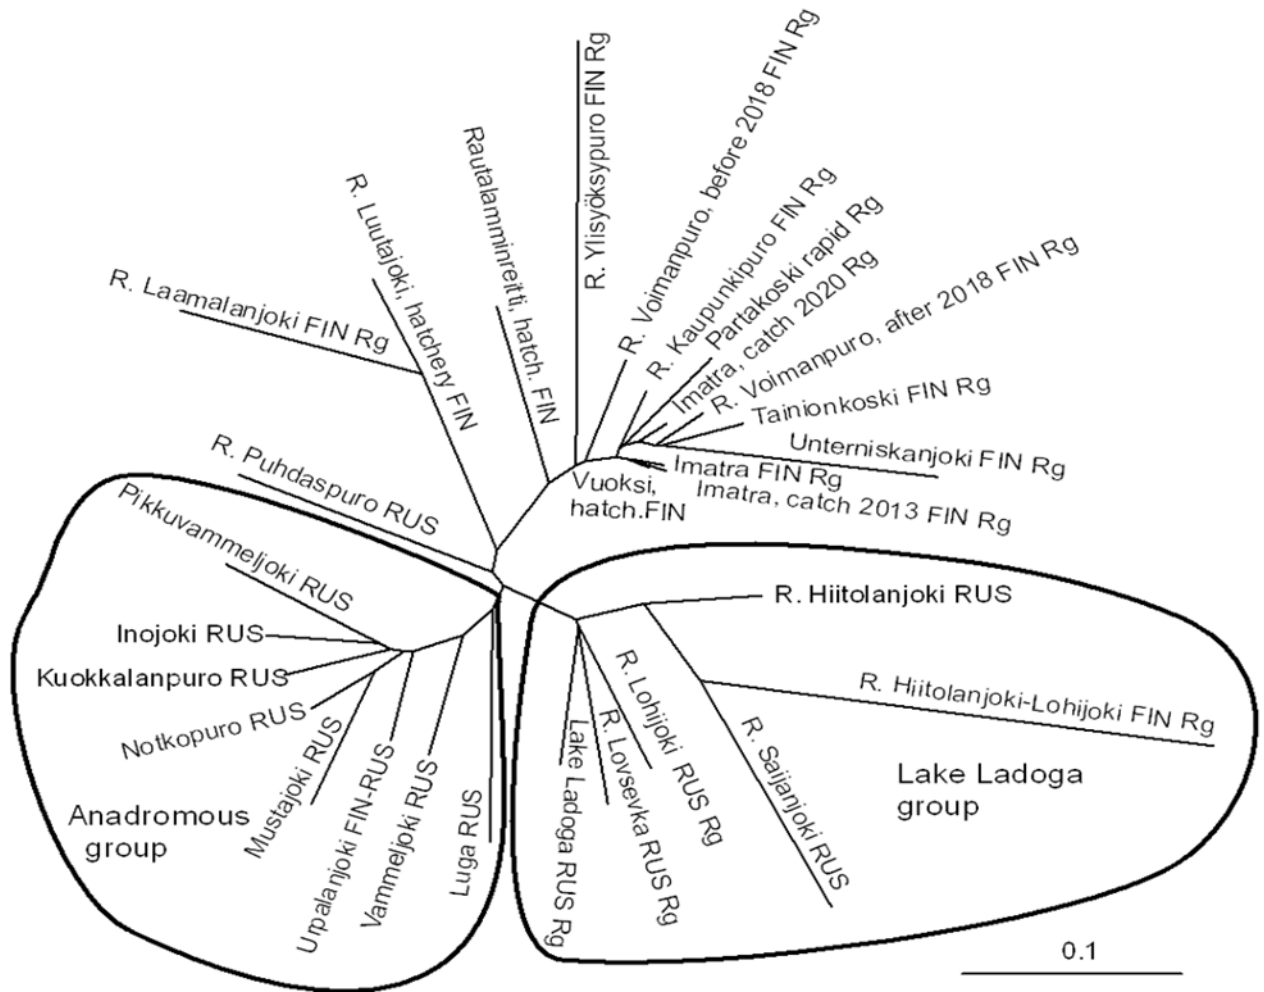 R. Laamalanjoki FIN Rg
R. Luutajoki, hatchery FIN
Rautalamminreitti, hatch. FIN
R. Ylisyöksypuro FIN Rg
R. Voimanpuro, before 2018 FIN Rg
R. Kaupunkipuro FIN Rg
Partakoski rapid Rg
Imatra, catch 2020 Rg
R. Voimanpuro, after 2018 FIN Rg
Tainionkoski FIN Rg
Unterniskanjoki FIN Rg
Imatra FIN Rg
Imatra, catch 2013 FIN Rg
Vuoksi,
hatch.FIN
R. Puhdaspuro RUS
Pikkuvammeljoki RUS
Inojoki RUS
Kuokkalanpuro RUS
Notkopuro RUS
Mustajoki RUS
Urpalanjoki FIN-RUS
Vammeljoki RUS
Luga RUS
Anadromous
group
R. Hiitolanjoki RUS
R. Hiitolanjoki-Lohijoki FIN Rg
R. Saijanjoki RUS
R. Lohijoki RUS Rg
R. Lovsevka RUS Rg
Lake Ladoga RUS Rg
Lake Ladoga
group
0.1